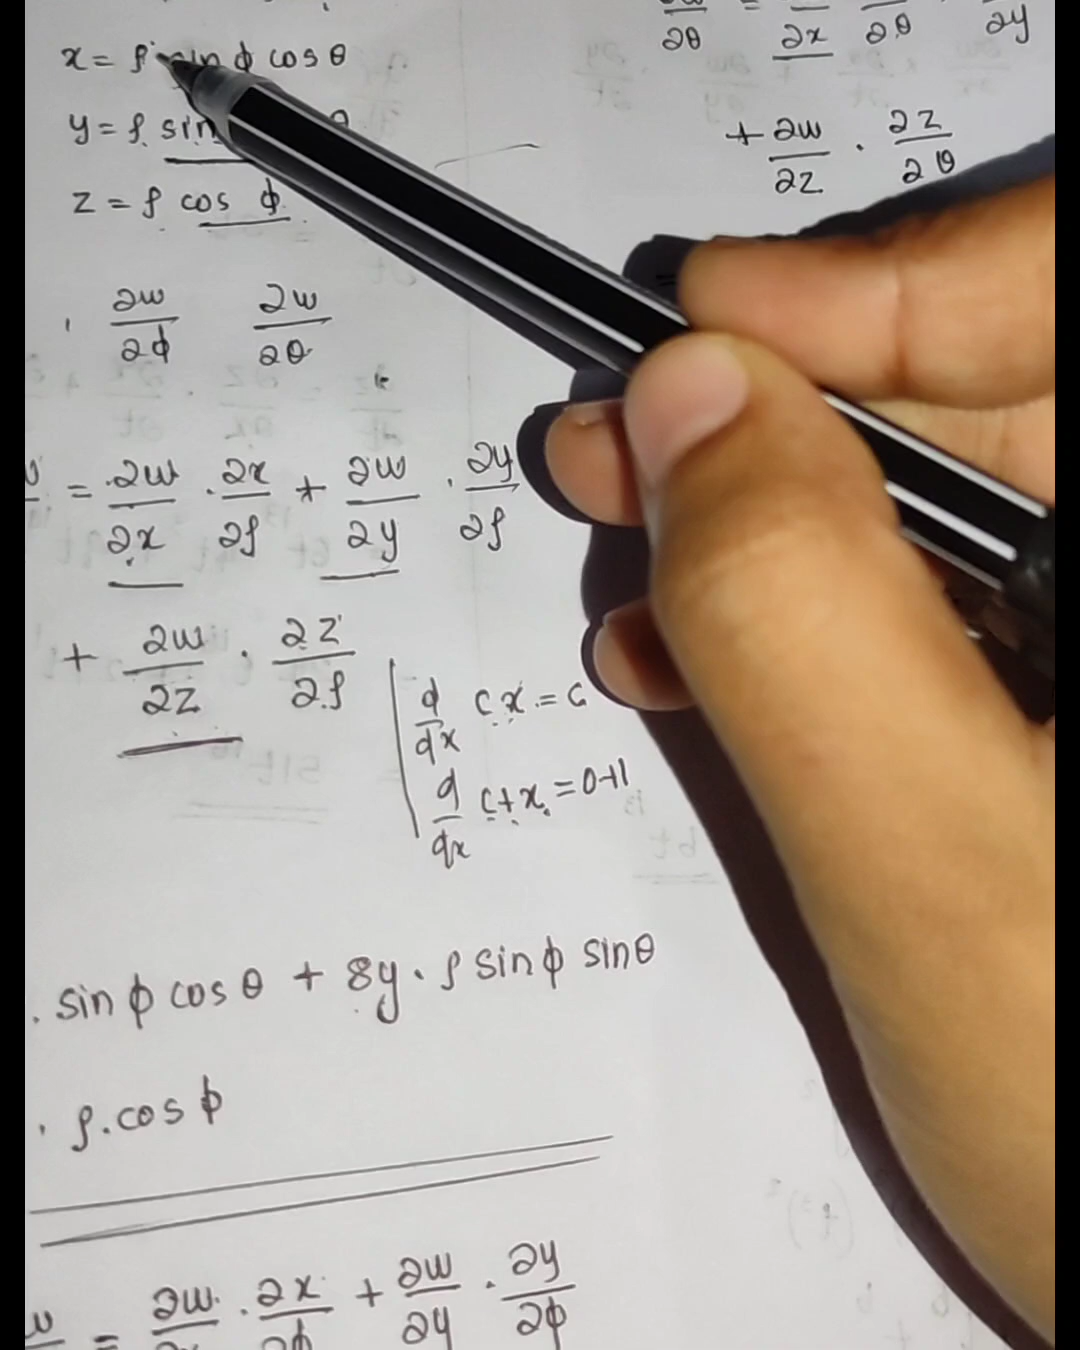 x = ρ sin ϕ cos θ
y = ρ sin θ
z = ρ cos ϕ
∂w/∂ϕ ∂w/∂θ
= ∂w/∂x · ∂x/∂ρ + ∂w/∂y · ∂y/∂ρ
+ ∂w/∂z · ∂z/∂ρ
d/dx cx = c
d/dx c+x = 0+1
. sin ϕ cos θ + 8y · ρ sin ϕ sin θ
. ρ . cos ϕ
= ∂w · ∂x/∂ϕ + ∂w/∂y · ∂y/∂ϕ
∂θ = ∂x ∂θ ∂y
+ ∂w/∂z · ∂z/∂θ